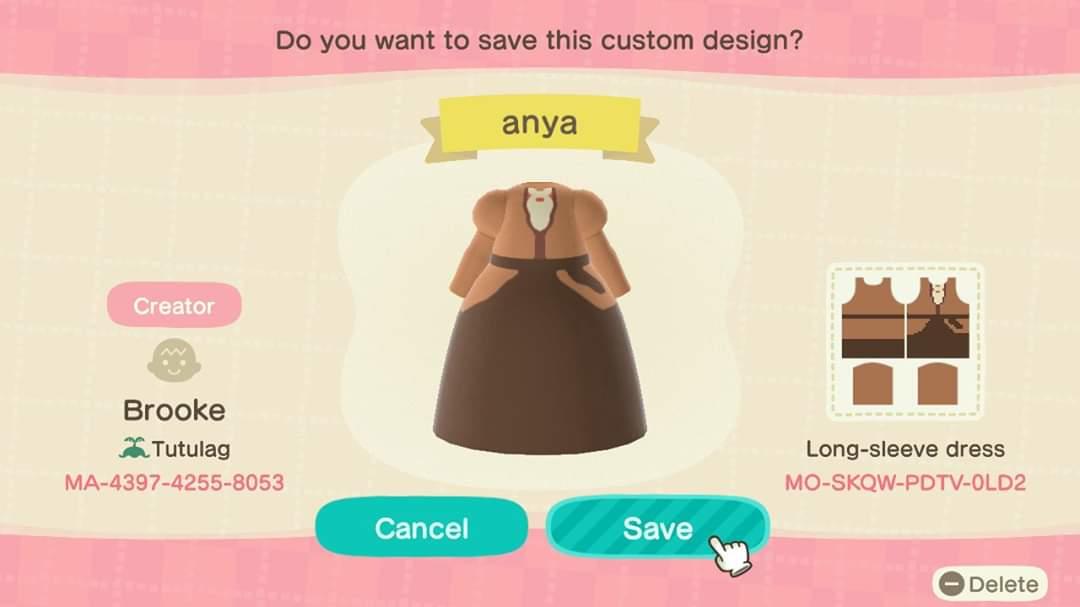 Do you want to save this custom design?
anya
Creator
Brooke
Tutulag
MA-4397-4255-8053
Long-sleeve dress
MO-SKQW-PDTV-0LD2
Cancel
Save
Delete